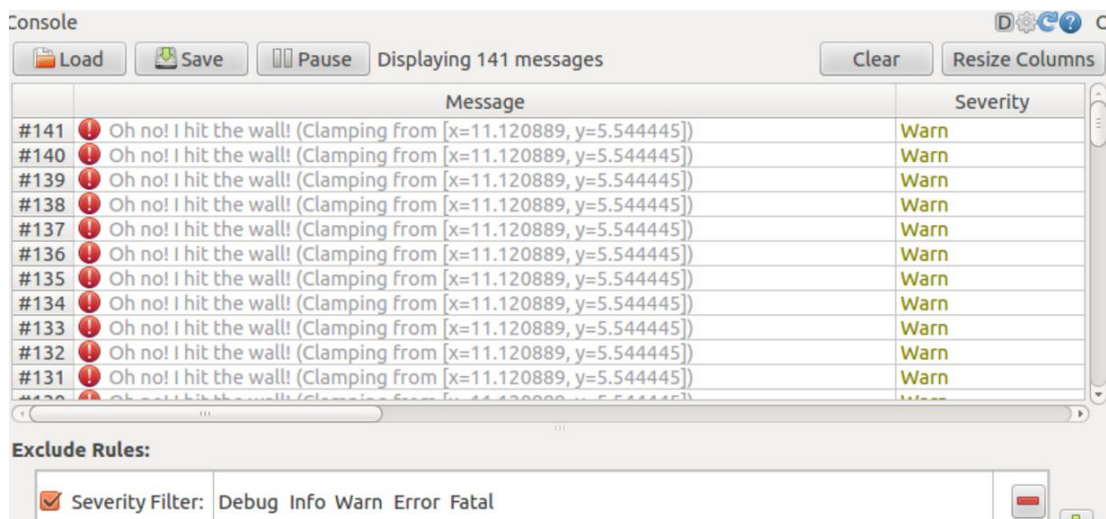 Console D C
Load Save Pause Displaying 141 messages Clear Resize Columns
Message Severity
#141 Oh no! I hit the wall! (Clamping from [x=11.120889, y=5.544445]) Warn
#140 Oh no! I hit the wall! (Clamping from [x=11.120889, y=5.544445]) Warn
#139 Oh no! I hit the wall! (Clamping from [x=11.120889, y=5.544445]) Warn
#138 Oh no! I hit the wall! (Clamping from [x=11.120889, y=5.544445]) Warn
#137 Oh no! I hit the wall! (Clamping from [x=11.120889, y=5.544445]) Warn
#136 Oh no! I hit the wall! (Clamping from [x=11.120889, y=5.544445]) Warn
#135 Oh no! I hit the wall! (Clamping from [x=11.120889, y=5.544445]) Warn
#134 Oh no! I hit the wall! (Clamping from [x=11.120889, y=5.544445]) Warn
#133 Oh no! I hit the wall! (Clamping from [x=11.120889, y=5.544445]) Warn
#132 Oh no! I hit the wall! (Clamping from [x=11.120889, y=5.544445]) Warn
#131 Oh no! I hit the wall! (Clamping from [x=11.120889, y=5.544445]) Warn
Exclude Rules:
Severity Filter: Debug Info Warn Error Fatal